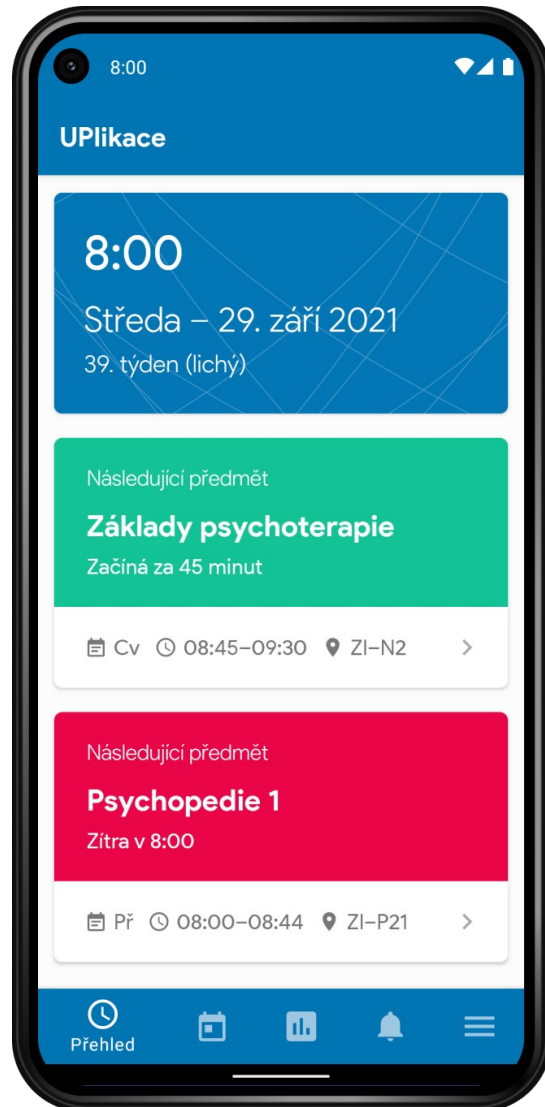 8:00
UPlikace
8:00
Středa – 29. září 2021
39. týden (lichý)
Následující předmět
Základy psychoterapie
Začíná za 45 minut
Cv 08:45–09:30 ZI–N2
Následující předmět
Psychopedie 1
Zítra v 8:00
Př 08:00–08:44 ZI–P21
Přehled